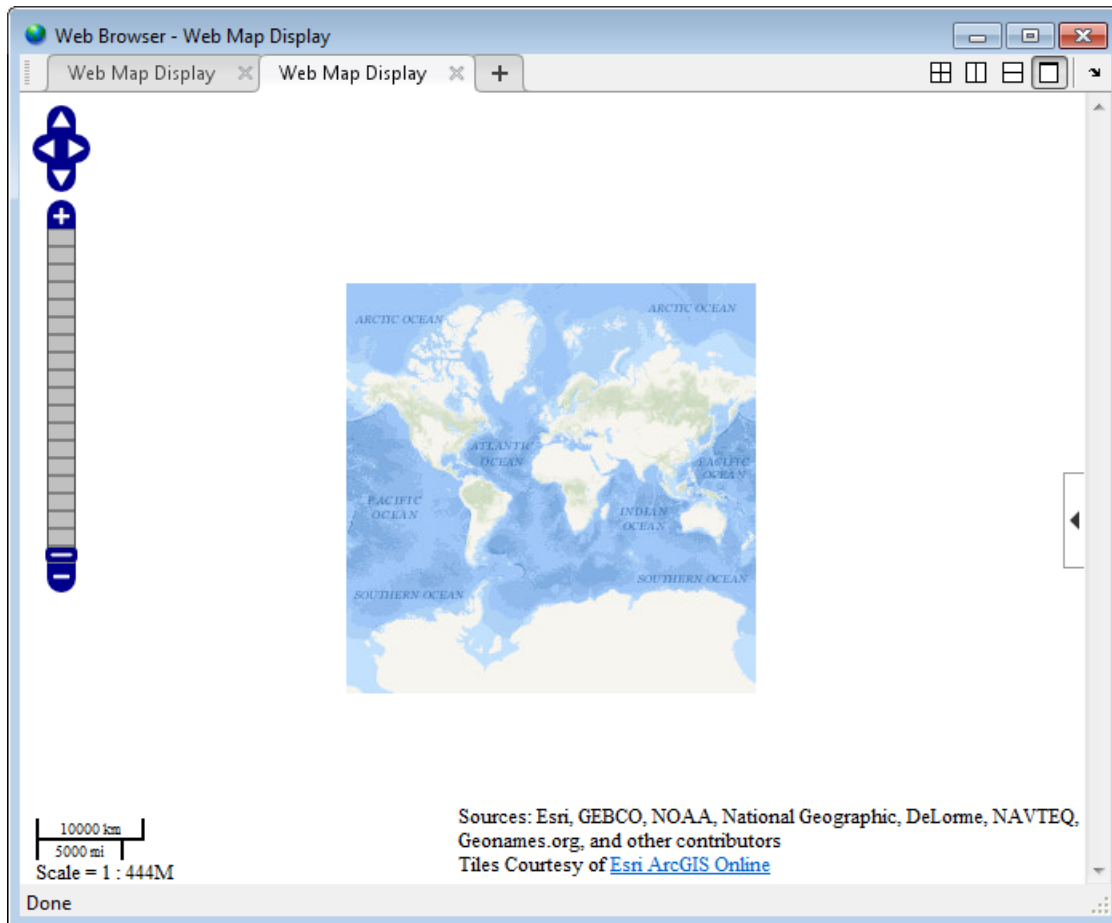 Web Browser - Web Map Display
Web Map Display
Web Map Display
ARCTIC OCEAN
ARCTIC OCEAN
ATLANTIC
OCEAN
PACIFIC
OCEAN
PACIFIC
OCEAN
INDIAN
OCEAN
SOUTHERN OCEAN
SOUTHERN OCEAN
10000 km
5000 mi
Scale = 1 : 444M
Sources: Esri, GEBCO, NOAA, National Geographic, DeLorme, NAVTEQ,
Geonames.org, and other contributors
Tiles Courtesy of Esri ArcGIS Online
Done